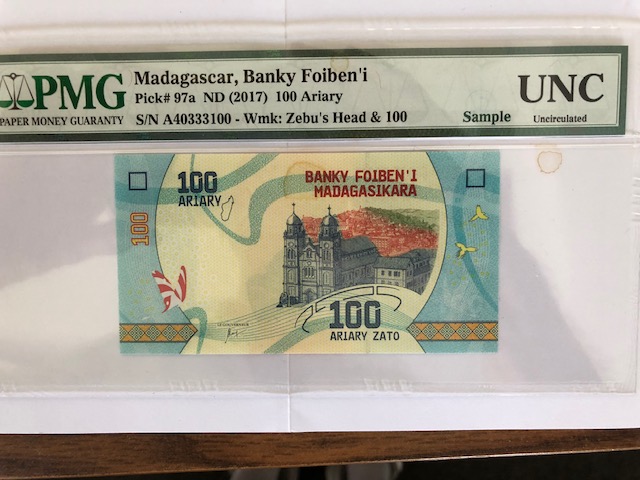 PMG
PAPER MONEY GUARANTY
Madagascar, Banky Foiben'i
Pick# 97a ND (2017) 100 Ariary
S/N A40333100 - Wmk: Zebu's Head & 100
Sample
UNC
Uncirculated
100
ARIARY
BANKY FOIBEN'I
MADAGASIKARA
100
100
ARIARY ZATO